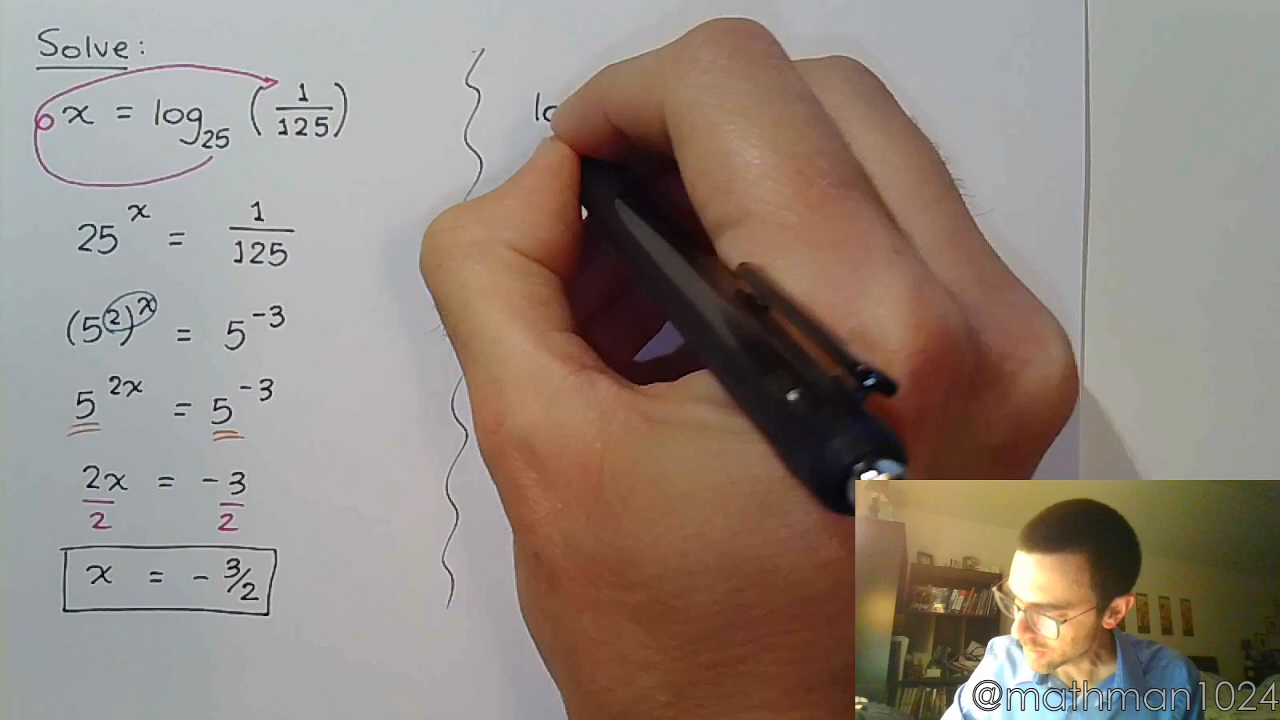 Solve:
x = log₂₅ (1/125)
25^x = 1/125
(5^2)^x = 5^-3
5^2x = 5^-3
2x/2 = -3/2
x = -3/2
lo
@mathman1024